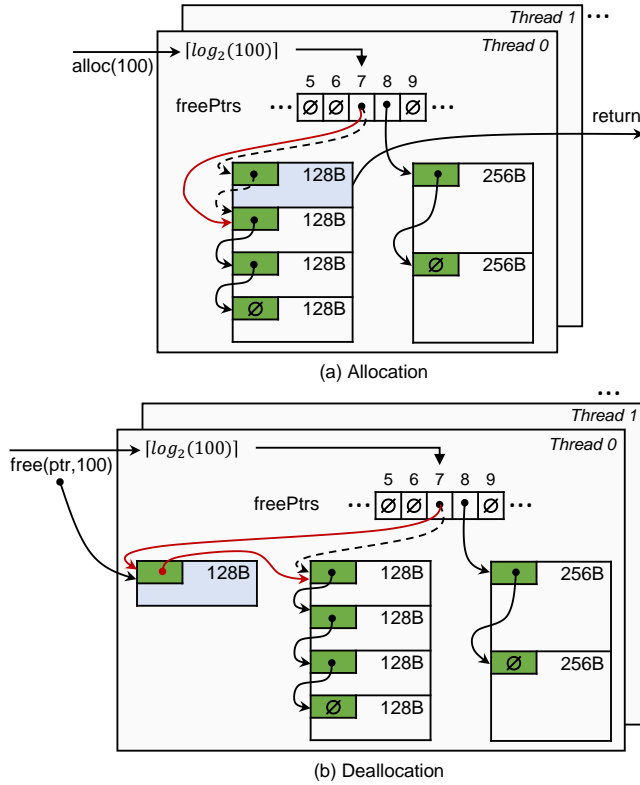 Thread 1 •••
Thread 0
alloc(100)
⌈log₂(100)⌉
5 6 7 8 9
freePtrs ••• ∅ ∅ ∅ •••
return
128B 256B
128B
128B ∅ 256B
∅ 128B
(a) Allocation
•••
Thread 1
Thread 0
free(ptr,100)
⌈log₂(100)⌉
5 6 7 8 9
freePtrs ••• ∅ ∅ ∅ •••
128B 128B 256B
128B
128B ∅ 256B
∅ 128B
(b) Deallocation